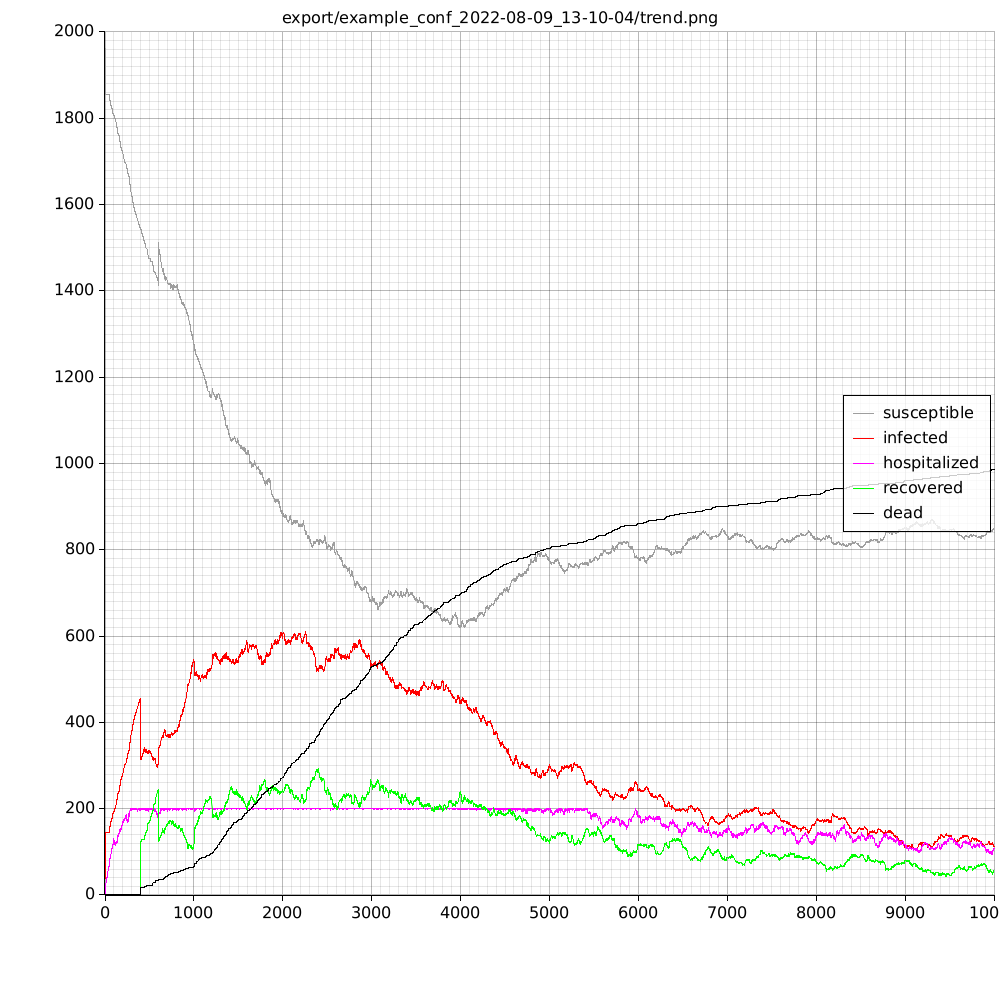 export/example_conf_2022-08-09_13-10-04/trend.png
2000
1800
1600
1400
1200
1000
800
600
400
200
0
susceptible
infected
hospitalized
recovered
dead
0 1000 2000 3000 4000 5000 6000 7000 8000 9000 100